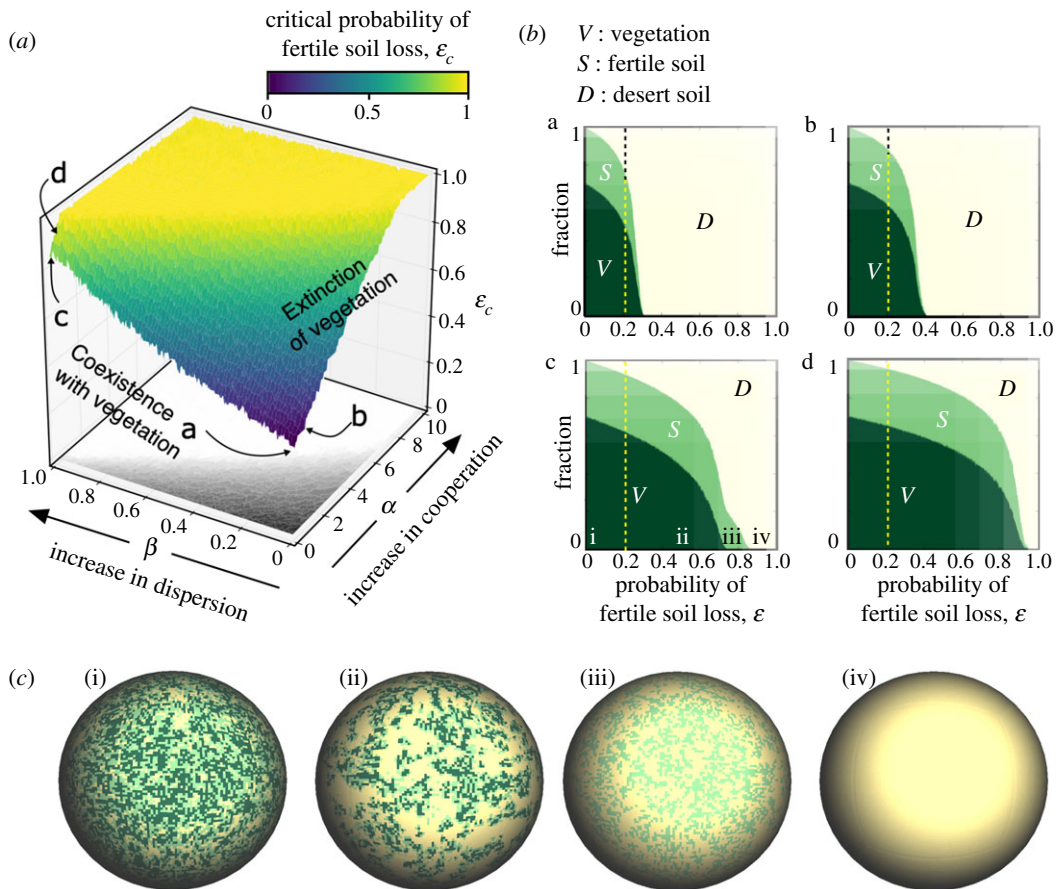 (a)
critical probability of
fertile soil loss, εc
0 0.5 1
d
c
a
b
Extinction
of vegetation
Coexistence
with vegetation
1.0
0.8
0.6
0.4
0.2
0
εc
1.0 0.8 0.6 0.4 0.2 0
β
increase in dispersion
0 2 4 6 8 10
α
increase in cooperation
(b)
V : vegetation
S : fertile soil
D : desert soil
a
1
0
fraction
S
V
D
0.0 0.2 0.4 0.6 0.8 1.0
b
1
0
S
V
D
0.0 0.2 0.4 0.6 0.8 1.0
c
1
0
fraction
D
S
V
i ii iii iv
0.0 0.2 0.4 0.6 0.8 1.0
probability of
fertile soil loss, ε
d
1
0
D
S
V
0.0 0.2 0.4 0.6 0.8 1.0
probability of
fertile soil loss, ε
(c) (i) (ii) (iii) (iv)